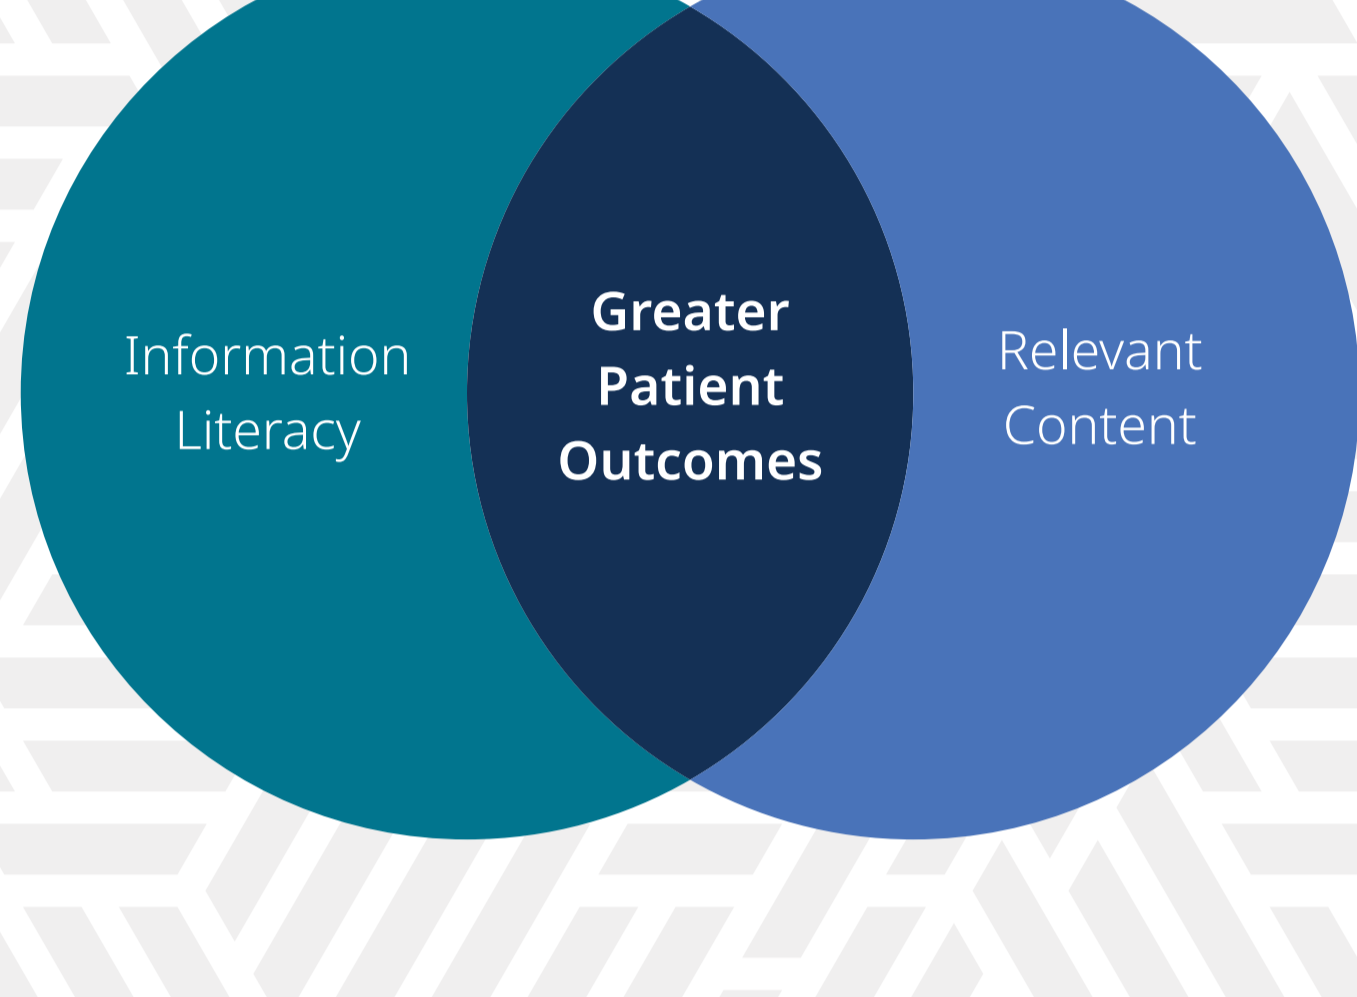 Information
Literacy
Greater
Patient
Outcomes
Relevant
Content